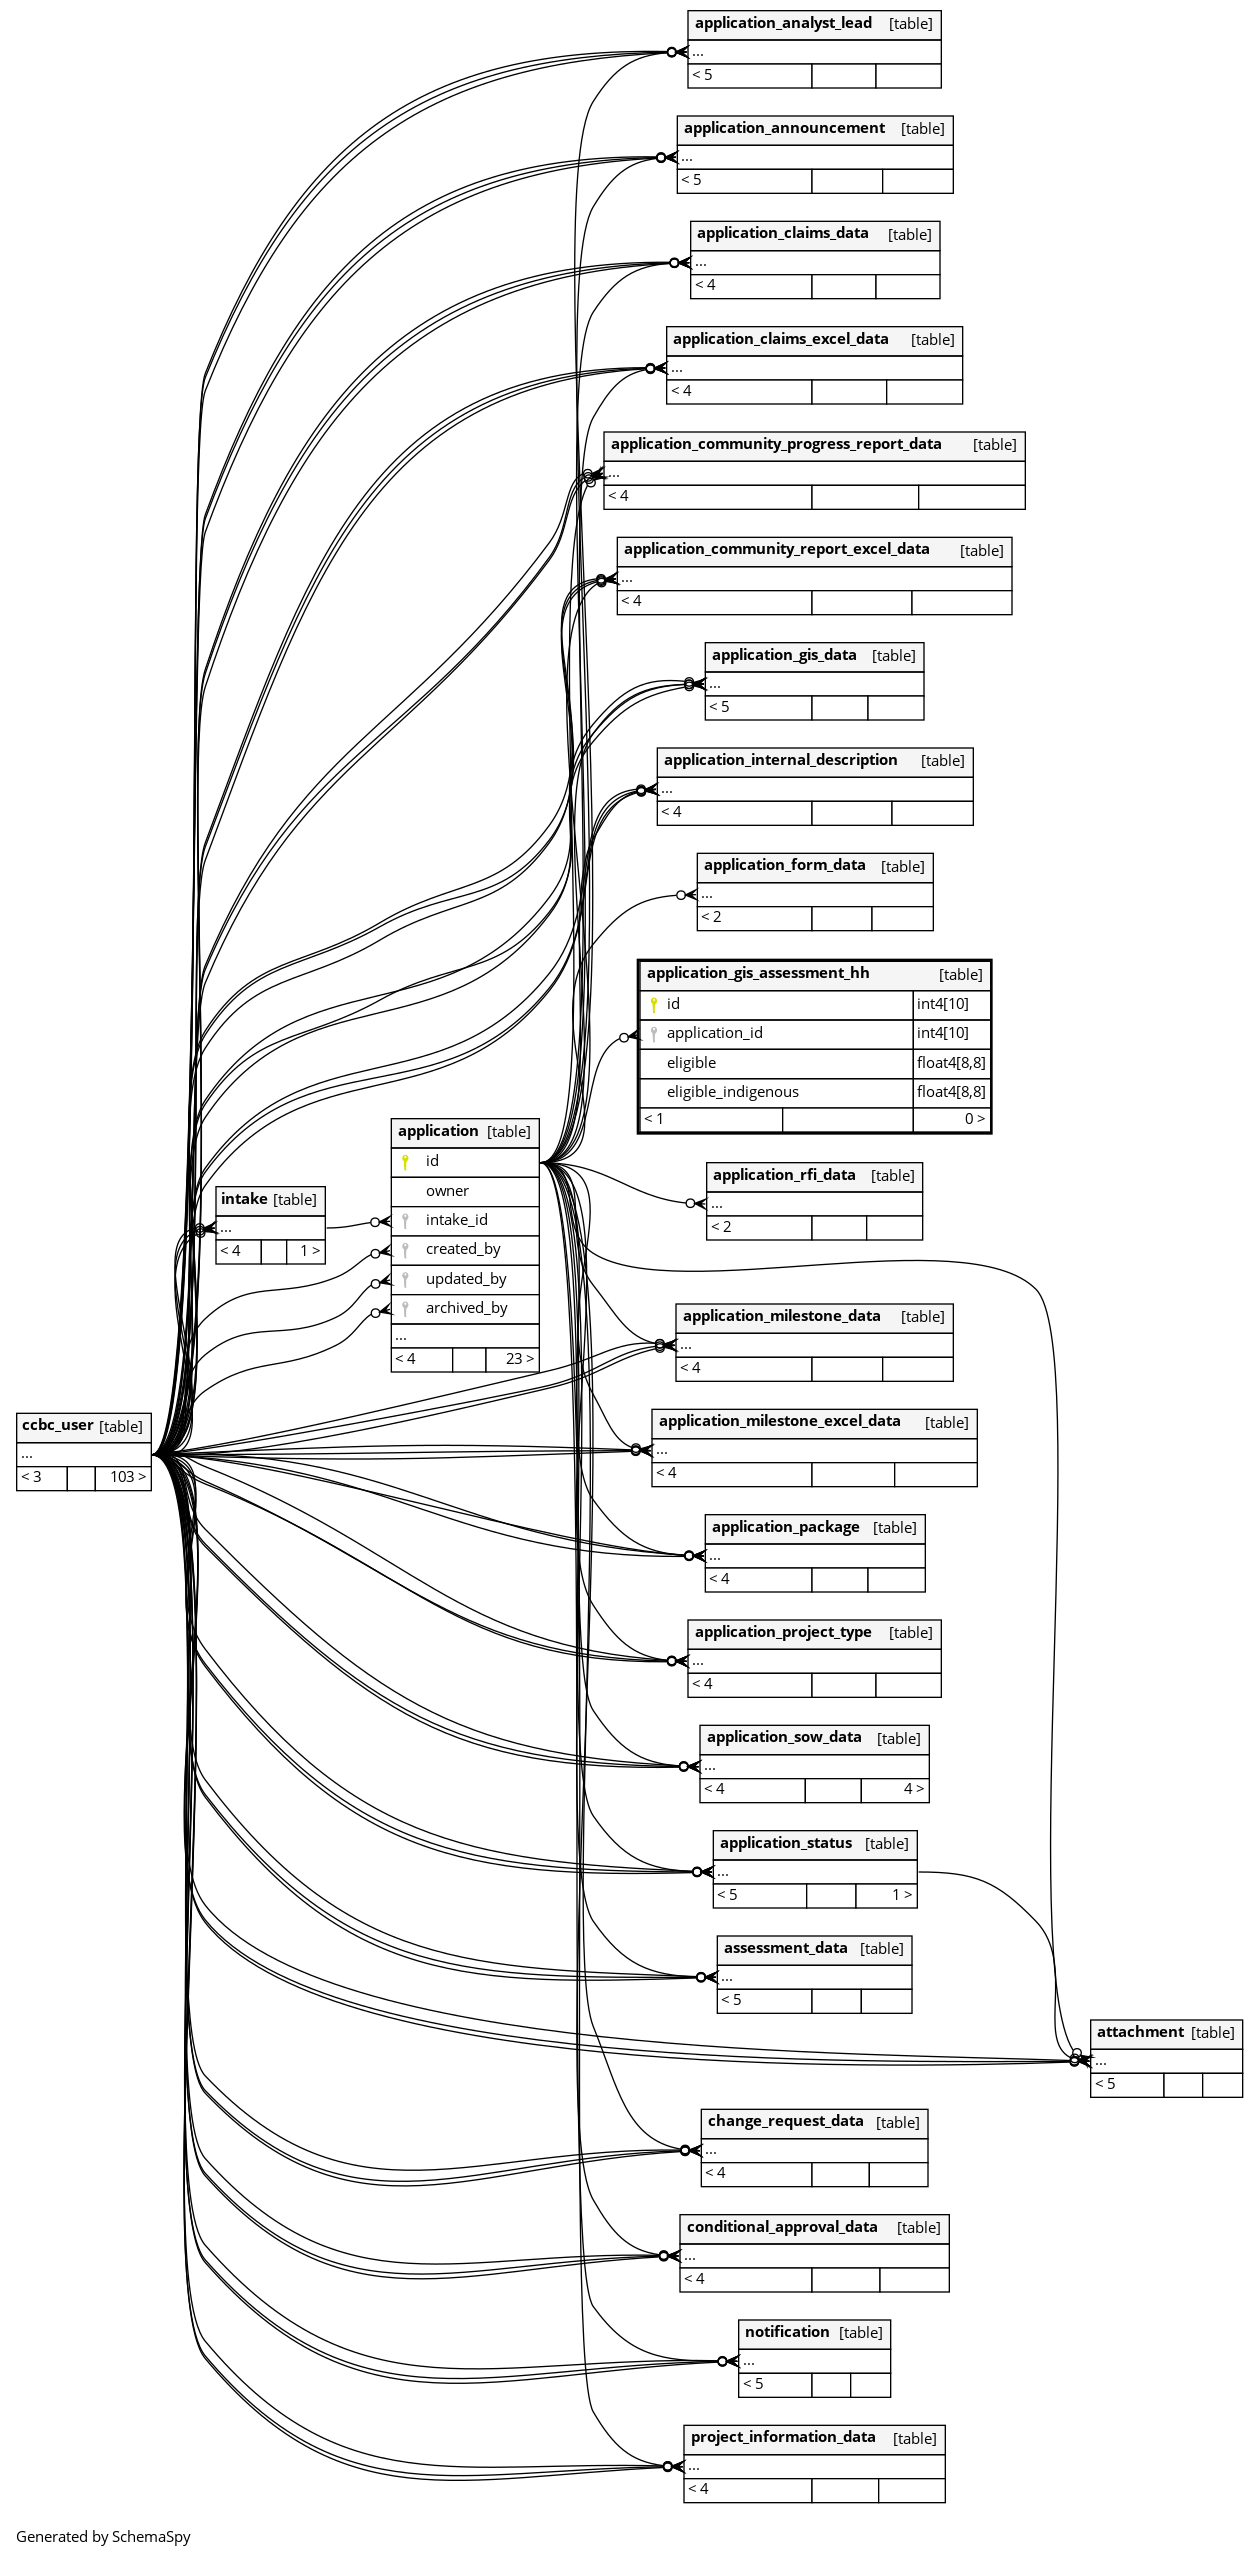 application_analyst_lead [table]
...
< 5
application_announcement [table]
...
< 5
application_claims_data [table]
...
< 4
application_claims_excel_data [table]
...
< 4
application_community_progress_report_data [table]
...
< 4
application_community_report_excel_data [table]
...
< 4
application_gis_data [table]
...
< 5
application_internal_description [table]
...
< 4
application_form_data [table]
...
< 2
application_gis_assessment_hh [table]
id int4[10]
application_id int4[10]
eligible float4[8,8]
eligible_indigenous float4[8,8]
< 1 0 >
application [table]
id
owner
intake_id
created_by
updated_by
archived_by
...
< 4 23 >
intake [table]
...
< 4 1 >
application_rfi_data [table]
...
< 2
application_milestone_data [table]
...
< 4
ccbc_user [table]
...
< 3 103 >
application_milestone_excel_data [table]
...
< 4
application_package [table]
...
< 4
application_project_type [table]
...
< 4
application_sow_data [table]
...
< 4 4 >
application_status [table]
...
< 5 1 >
assessment_data [table]
...
< 5
attachment [table]
...
< 5
change_request_data [table]
...
< 4
conditional_approval_data [table]
...
< 4
notification [table]
...
< 5
project_information_data [table]
...
< 4
Generated by SchemaSpy